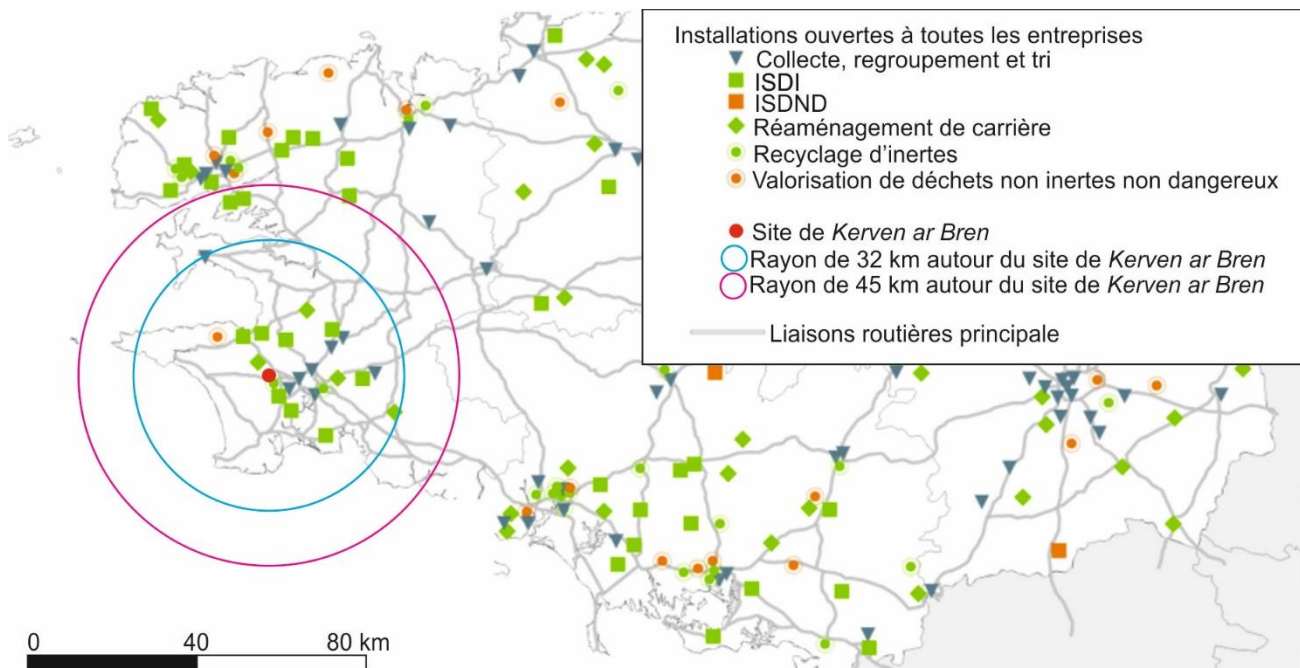 Installations ouvertes à toutes les entreprises
Collecte, regroupement et tri
ISDI
ISDND
Réaménagement de carrière
Recyclage d'inertes
Valorisation de déchets non inertes non dangereux
Site de Kerven ar Bren
Rayon de 32 km autour du site de Kerven ar Bren
Rayon de 45 km autour du site de Kerven ar Bren
Liaisons routières principale
0 40 80 km